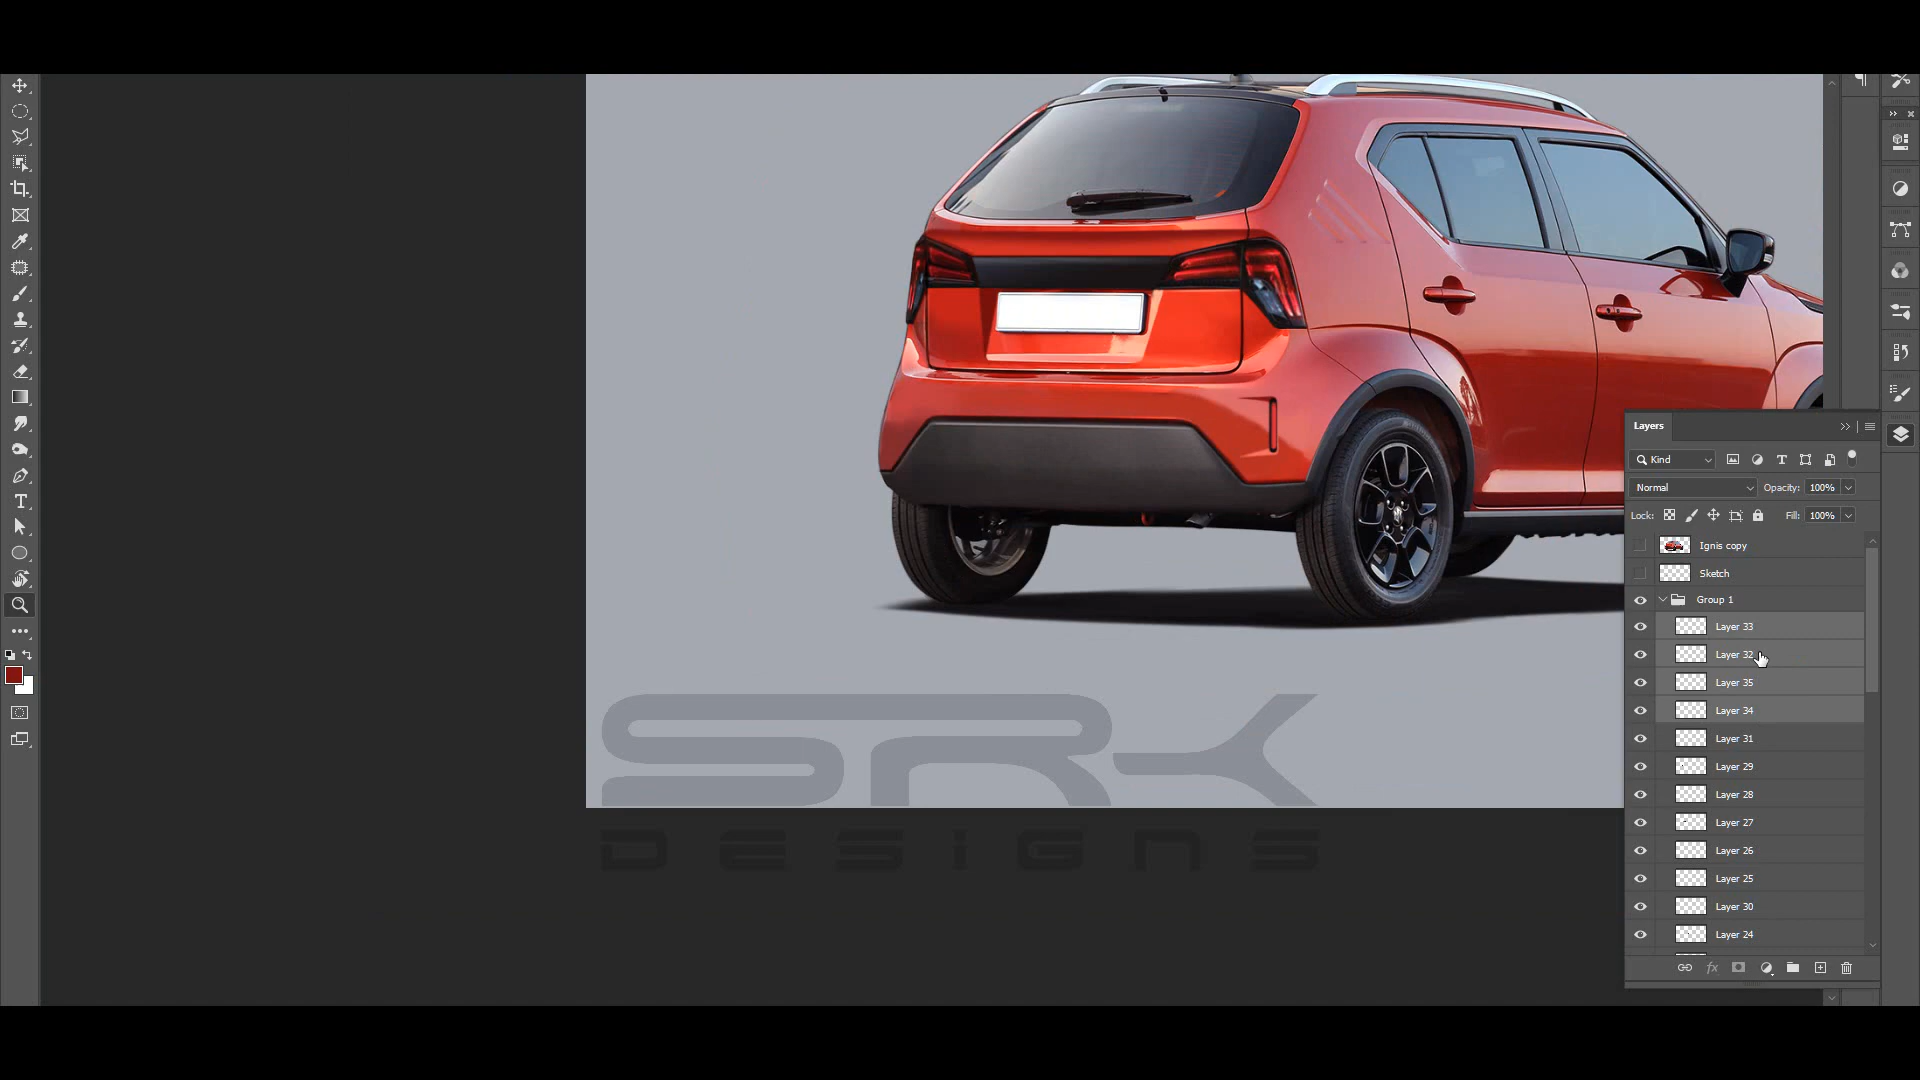 Layers
Kind
Normal
Opacity: 100%
Lock:
Fill: 100%
Ignis copy
Sketch
Group 1
Layer 33
Layer 32
Layer 35
Layer 34
Layer 31
Layer 29
Layer 28
Layer 27
Layer 26
Layer 25
Layer 30
Layer 24
SRK
DESIGNS